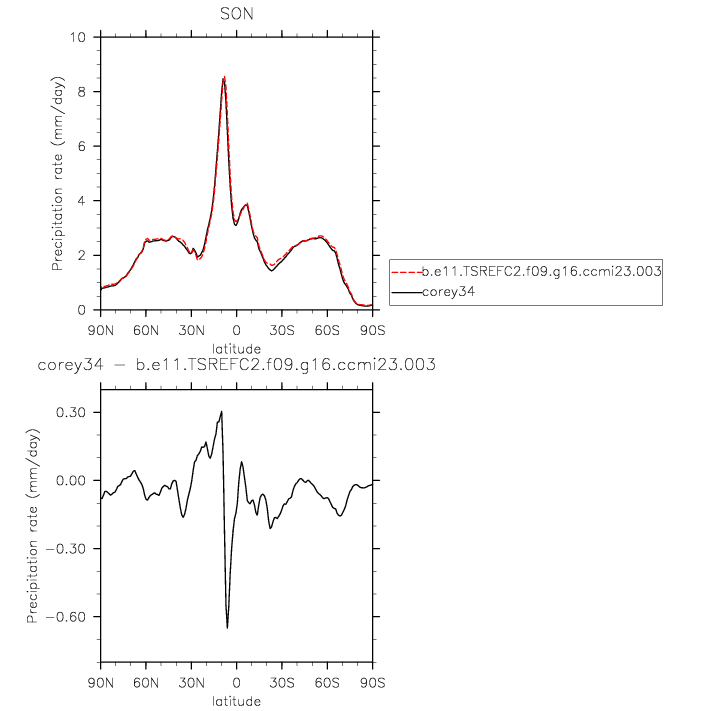 SON
10
8
6
4
2
0
Precipitation rate (mm/day)
90N 60N 30N 0 30S 60S 90S
latitude
b.e11.TSREFC2.f09.g16.ccmi23.003
corey34
corey34 - b.e11.TSREFC2.f09.g16.ccmi23.003
0.30
0.00
-0.30
-0.60
Precipitation rate (mm/day)
90N 60N 30N 0 30S 60S 90S
latitude